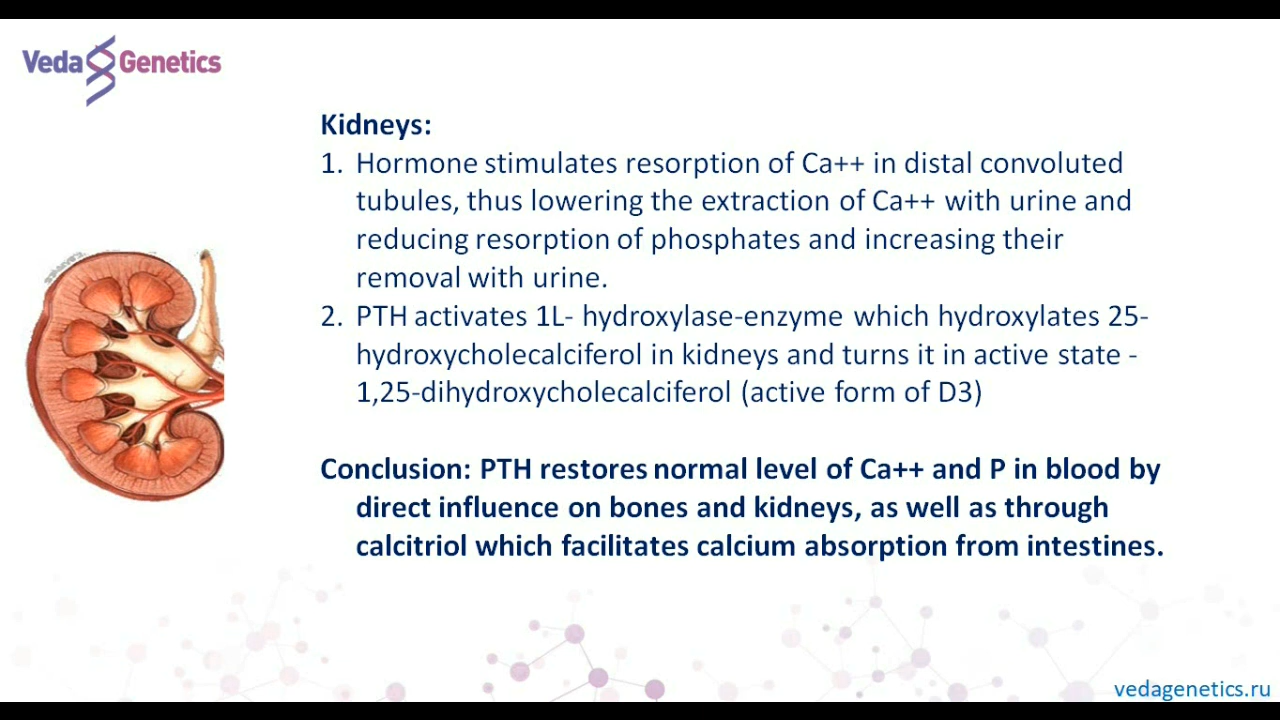 Veda Genetics
Kidneys:
1. Hormone stimulates resorption of Ca++ in distal convoluted
tubules, thus lowering the extraction of Ca++ with urine and
reducing resorption of phosphates and increasing their
removal with urine.
2. PTH activates 1L- hydroxylase-enzyme which hydroxylates 25-
hydroxycholecalciferol in kidneys and turns it in active state -
1,25-dihydroxycholecalciferol (active form of D3)
Conclusion: PTH restores normal level of Ca++ and P in blood by
direct influence on bones and kidneys, as well as through
calcitriol which facilitates calcium absorption from intestines.
vedagenetics.ru